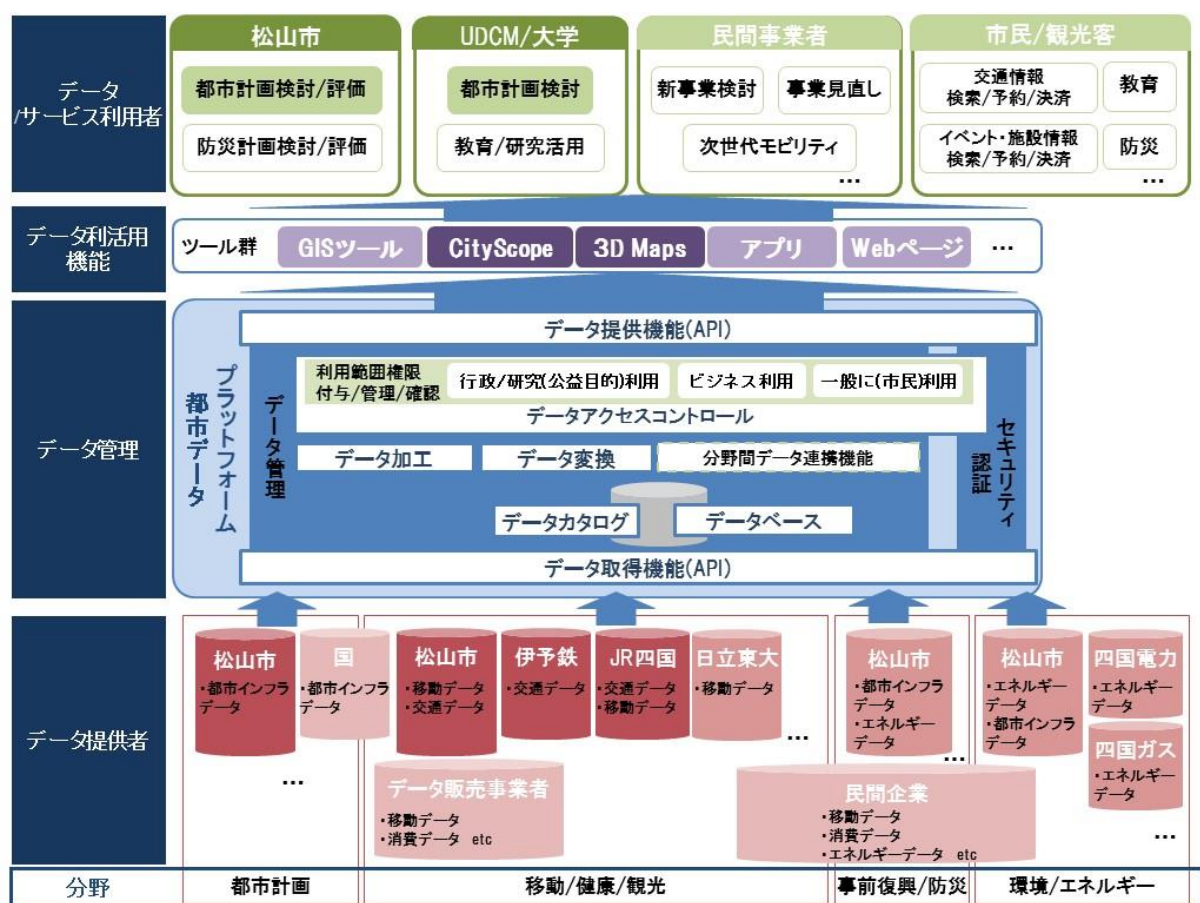 データ
/サービス利用者
松山市
都市計画検討/評価
防災計画検討/評価
UDCM/大学
都市計画検討
教育/研究活用
民間事業者
新事業検討
事業見直し
次世代モビリティ
…
市民/観光客
交通情報
検索/予約/決済
教育
イベント・施設情報
検索/予約/決済
防災
…
データ利活用
機能
ツール群
GISツール
CityScope
3D Maps
アプリ
Webページ
…
データ管理
都市データ
プラットフォーム
データ提供機能(API)
データ管理
利用範囲権限
付与/管理/確認
行政/研究(公益目的)利用
ビジネス利用
一般に(市民)利用
データアクセスコントロール
データ加工
データ変換
分野間データ連携機能
データカタログ
データベース
セキュリティ
認証
データ取得機能(API)
データ提供者
松山市
・都市インフラ
データ
国
・都市インフラ
データ
…
松山市
・移動データ
・交通データ
伊予鉄
・交通データ
JR四国
・交通データ
・移動データ
日立東大
・移動データ
…
データ販売事業者
・移動データ
・消費データ etc
松山市
・都市インフラ
データ
・エネルギー
データ
…
民間企業
・移動データ
・消費データ
・エネルギーデータ etc
松山市
・エネルギー
データ
・都市インフラ
データ
四国電力
・エネルギー
データ
四国ガス
・エネルギー
データ
…
分野
都市計画
移動/健康/観光
事前復興/防災
環境/エネルギー